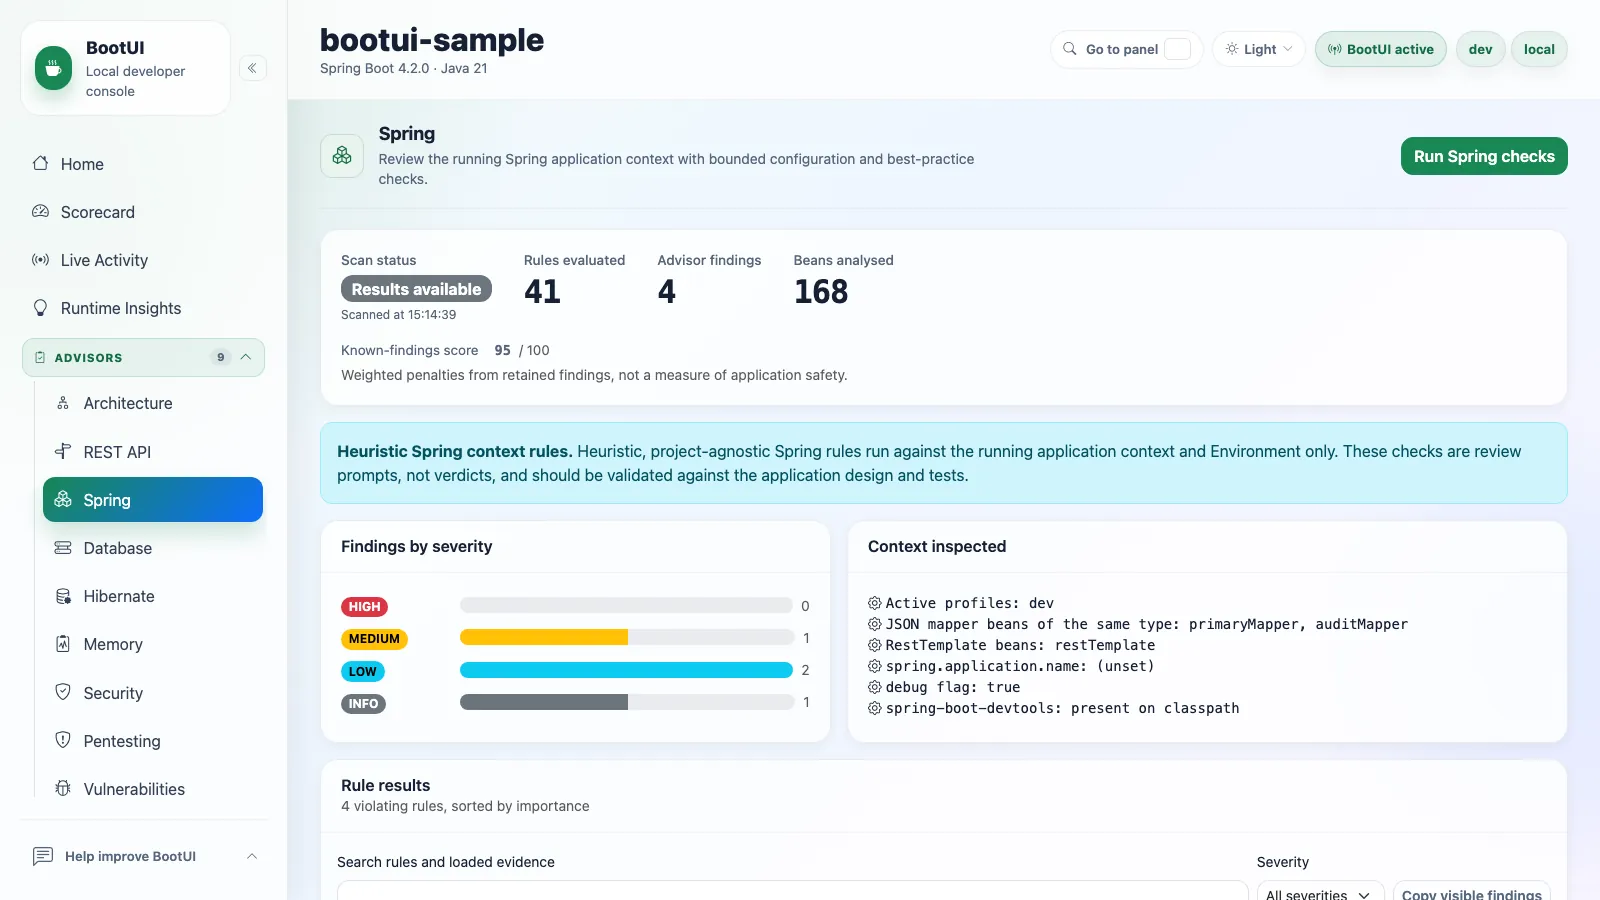 BootUI
Local developer
console
Home
Scorecard
Live Activity
Runtime Insights
ADVISORS 9
Architecture
REST API
Spring
Database
Hibernate
Memory
Security
Pentesting
Vulnerabilities
Help improve BootUI
bootui-sample
Spring Boot 4.2.0 · Java 21
Go to panel
Light
BootUI active
dev
local
Spring
Review the running Spring application context with bounded configuration and best-practice
checks.
Run Spring checks
Scan status
Results available
Scanned at 15:14:39
Rules evaluated
41
Advisor findings
4
Beans analysed
168
Known-findings score 95 / 100
Weighted penalties from retained findings, not a measure of application safety.
Heuristic Spring context rules. Heuristic, project-agnostic Spring rules run against the running application context and Environment only. These checks are review
prompts, not verdicts, and should be validated against the application design and tests.
Findings by severity
HIGH 0
MEDIUM 1
LOW 2
INFO 1
Context inspected
Active profiles: dev
JSON mapper beans of the same type: primaryMapper, auditMapper
RestTemplate beans: restTemplate
spring.application.name: (unset)
debug flag: true
spring-boot-devtools: present on classpath
Rule results
4 violating rules, sorted by importance
Search rules and loaded evidence
Severity
All severities
Copy visible findings